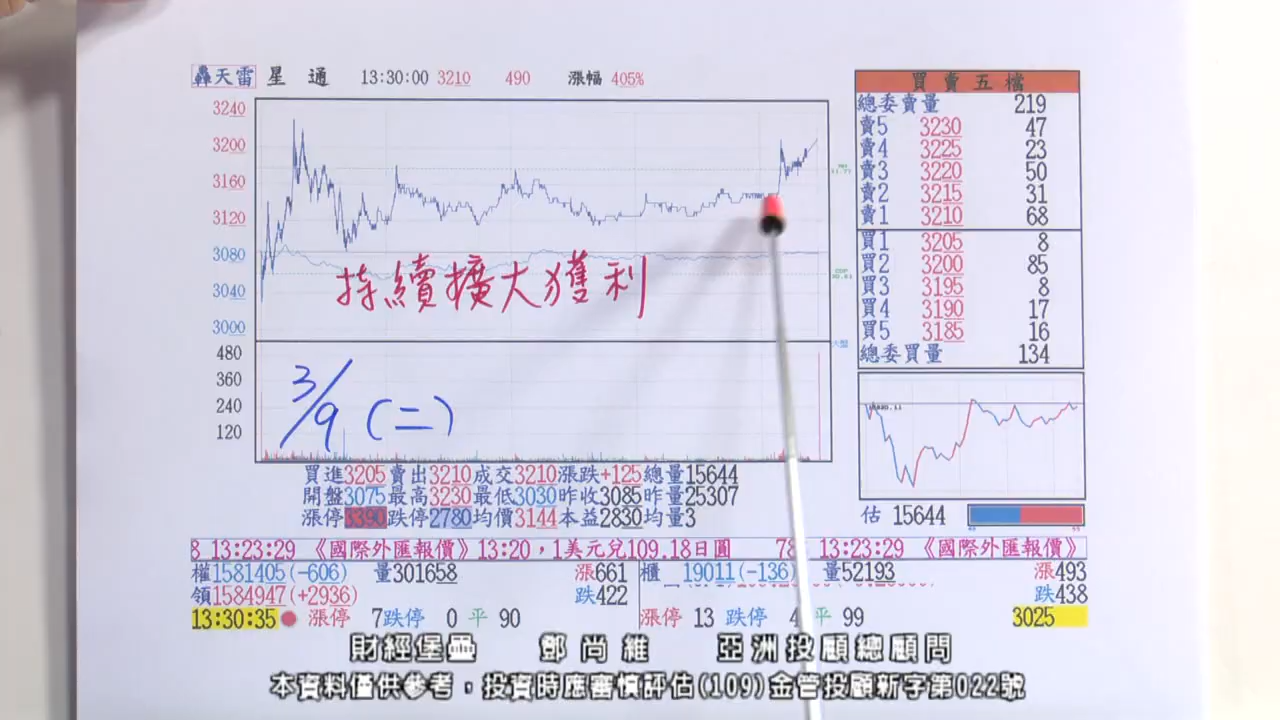 轟天雷 星 通 13:30:00 3210 490 漲幅 405%
3240
3200
3160
3120
3080
3040
3000
480
360
240
120
持續擴大獲利
3/9 (二)
買賣五檔
總委賣量 219
賣5 3230 47
賣4 3225 23
賣3 3220 50
賣2 3215 31
賣1 3210 68
買1 3205 8
買2 3200 85
買3 3195 8
買4 3190 17
買5 3185 16
總委買量 134
大盤
買進3205賣出3210成交3210漲跌+125總量15644
開盤3075最高3230最低3030昨收3085昨量25307
漲停3390跌停2780均價3144本益2830均量3
估 15644
8 13:23:29 《國際外匯報價》13:20，1美元兌109.18日圓 78 13:23:29 《國際外匯報價》
權1581405(-606) 量301658 漲661 櫃 19011(-136) 量52193 漲493
領1584947(+2936) 跌422 跌438
13:30:35 漲停 7跌停 0 平 90 漲停 13 跌停 4 平 99 3025
財經堡壘 鄧尚維 亞洲投顧總顧問
本資料僅供參考，投資時應審慎評估(109)金管投顧新字第022號